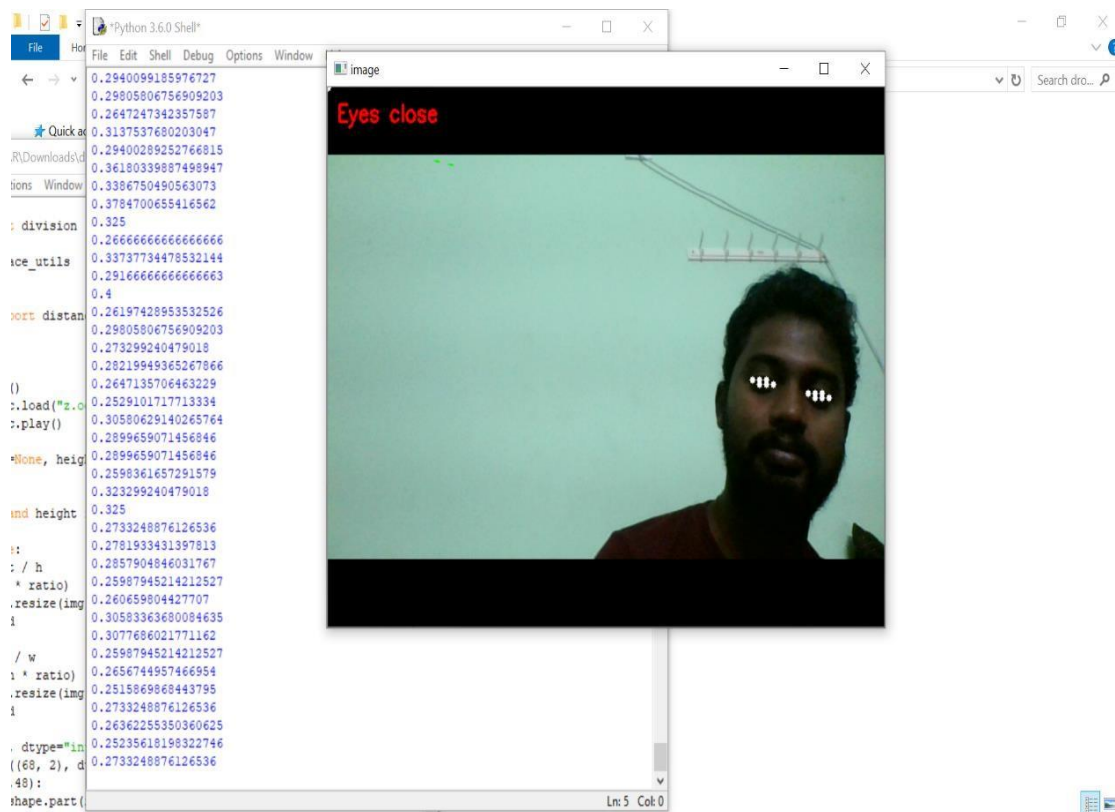 *Python 3.6.0 Shell*
File
Hor
File Edit Shell Debug Options Window
image
Search dro...
Quick ac
.R\Downloads\d
tions Window
Eyes close
0.2940099185976727
0.29805806756909203
0.2647247342357587
0.3137537680203047
0.29400289252766815
0.36180339887498947
0.3386750490563073
0.3784700655416562
0.325
0.26666666666666666
0.33737734478532144
0.29166666666666663
0.4
0.26197428953532526
0.29805806756909203
0.273299240479018
0.28219949365267866
0.2647135706463229
0.2529101717713334
0.30580629140265764
0.2899659071456846
0.2899659071456846
0.2598361657291579
0.323299240479018
0.325
0.2733248876126536
0.2781933431397813
0.2857904846031767
0.25987945214212527
0.260659804427707
0.30583363680084635
0.3077686021771162
0.25987945214212527
0.2656744957466954
0.2515869868443795
0.2733248876126536
0.26362255350360625
0.25235618198322746
0.2733248876126536
division
ace_utils
port distan
()
c.load("z.o
c.play()
=None, heig
and height
e:
t / h
* ratio)
.resize(img
d
/ w
h * ratio)
.resize(img
d
, dtype="in
((68, 2), d
,48):
shape.part(
Ln: 5 Col: 0